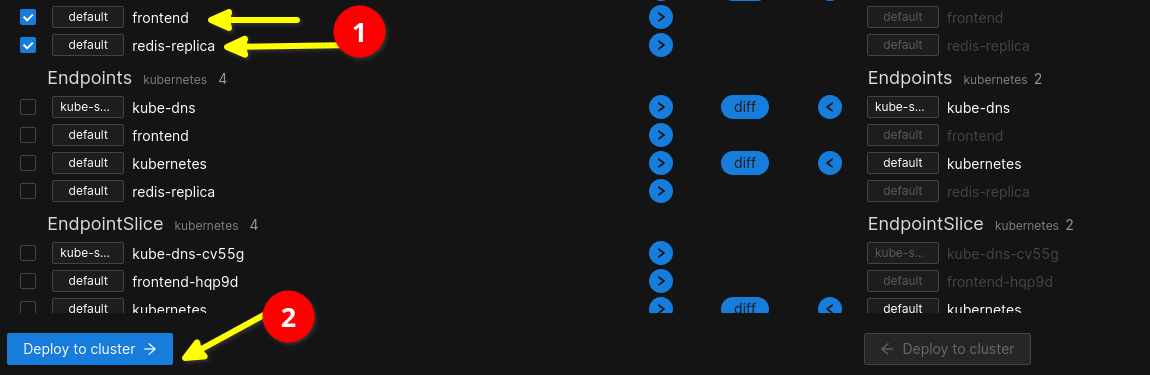 default frontend > default frontend
default redis-replica > default redis-replica
1
Endpoints kubernetes 4 Endpoints kubernetes 2
kube-s... kube-dns > diff < kube-s... kube-dns
default frontend > default frontend
default kubernetes > diff < default kubernetes
default redis-replica > default redis-replica
EndpointSlice kubernetes 4 EndpointSlice kubernetes 2
kube-s... kube-dns-cv55g > kube-s... kube-dns-cv55g
default frontend-hqp9d > default frontend-hqp9d
default kubernetes > diff < default kubernetes
2
Deploy to cluster → ← Deploy to cluster